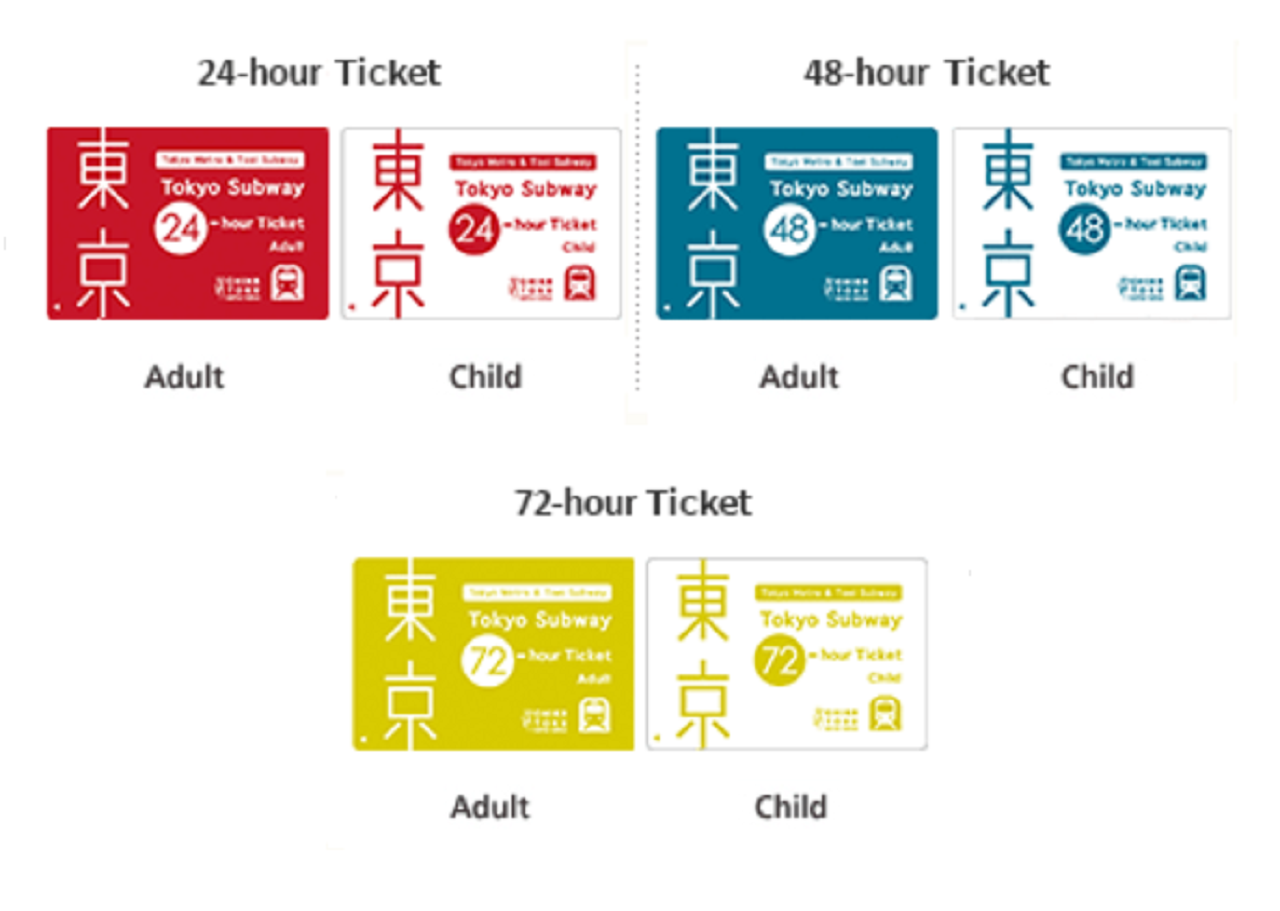 24-hour Ticket
東京
Tokyo Metro & Toei Subway
Tokyo Subway
24-hour Ticket
Adult
東京
Tokyo Metro & Toei Subway
Tokyo Subway
24-hour Ticket
Child
Adult
Child
48-hour Ticket
東京
Tokyo Metro & Toei Subway
Tokyo Subway
48-hour Ticket
Adult
東京
Tokyo Metro & Toei Subway
Tokyo Subway
48-hour Ticket
Child
Adult
Child
72-hour Ticket
東京
Tokyo Metro & Toei Subway
Tokyo Subway
72-hour Ticket
Adult
東京
Tokyo Metro & Toei Subway
Tokyo Subway
72-hour Ticket
Child
Adult
Child